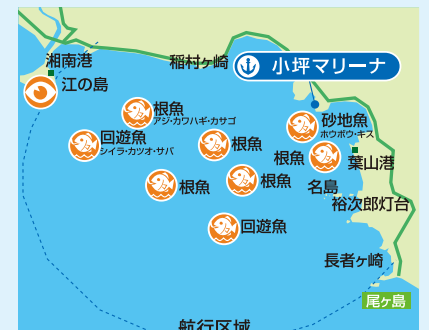 湘南港
江の島
稲村ヶ崎
小坪マリーナ
根魚
アジ・カワハギ・カサゴ
砂地魚
ホウボウ・キス
回遊魚
シイラ・カツオ・サバ
根魚
根魚
葉山港
根魚
根魚
名島
裕次郎灯台
回遊魚
長者ヶ崎
尾ヶ島
航行区域